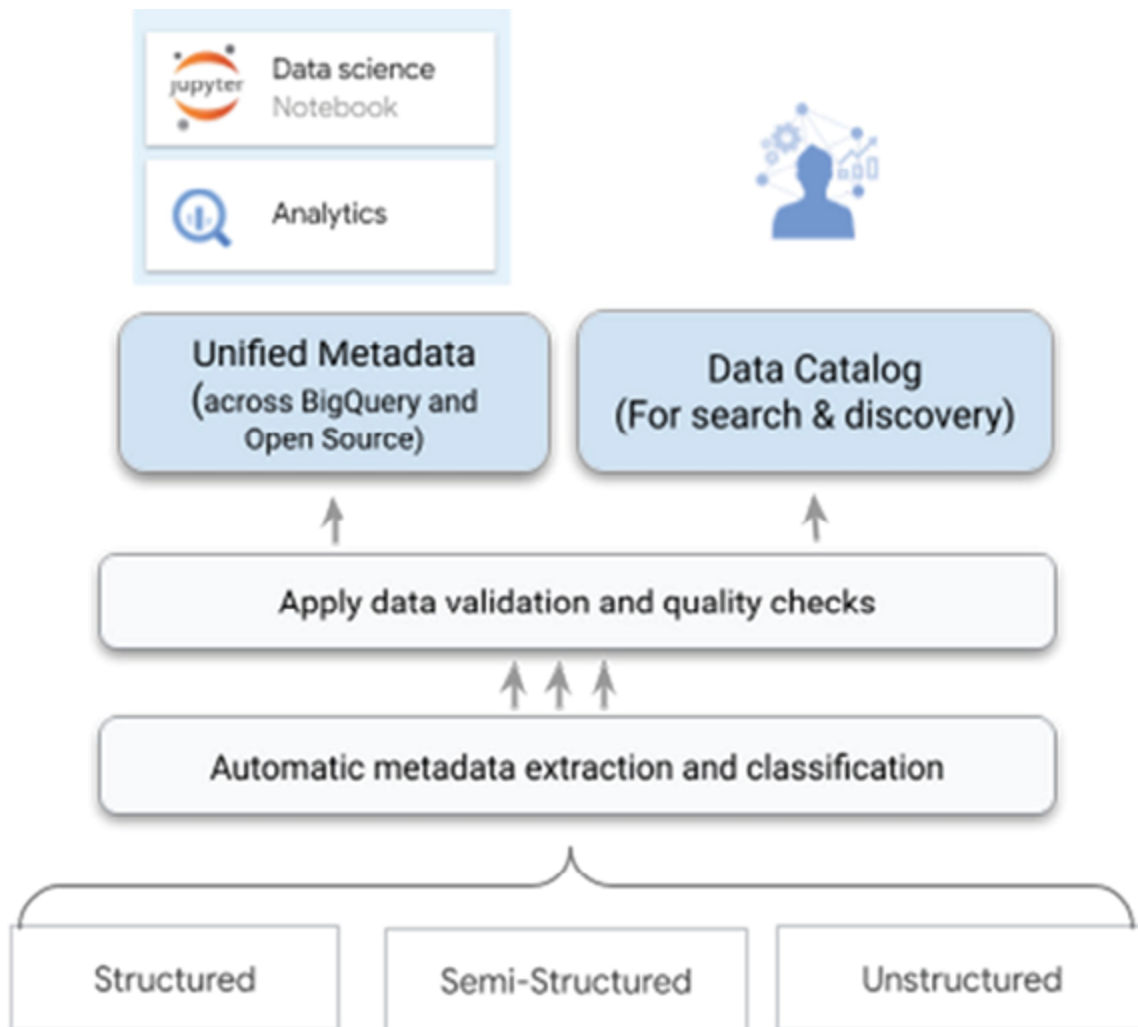 jupyter
Data science
Notebook
Analytics
Unified Metadata
(across BigQuery and
Open Source)
Data Catalog
(For search & discovery)
Apply data validation and quality checks
Automatic metadata extraction and classification
Structured
Semi-Structured
Unstructured